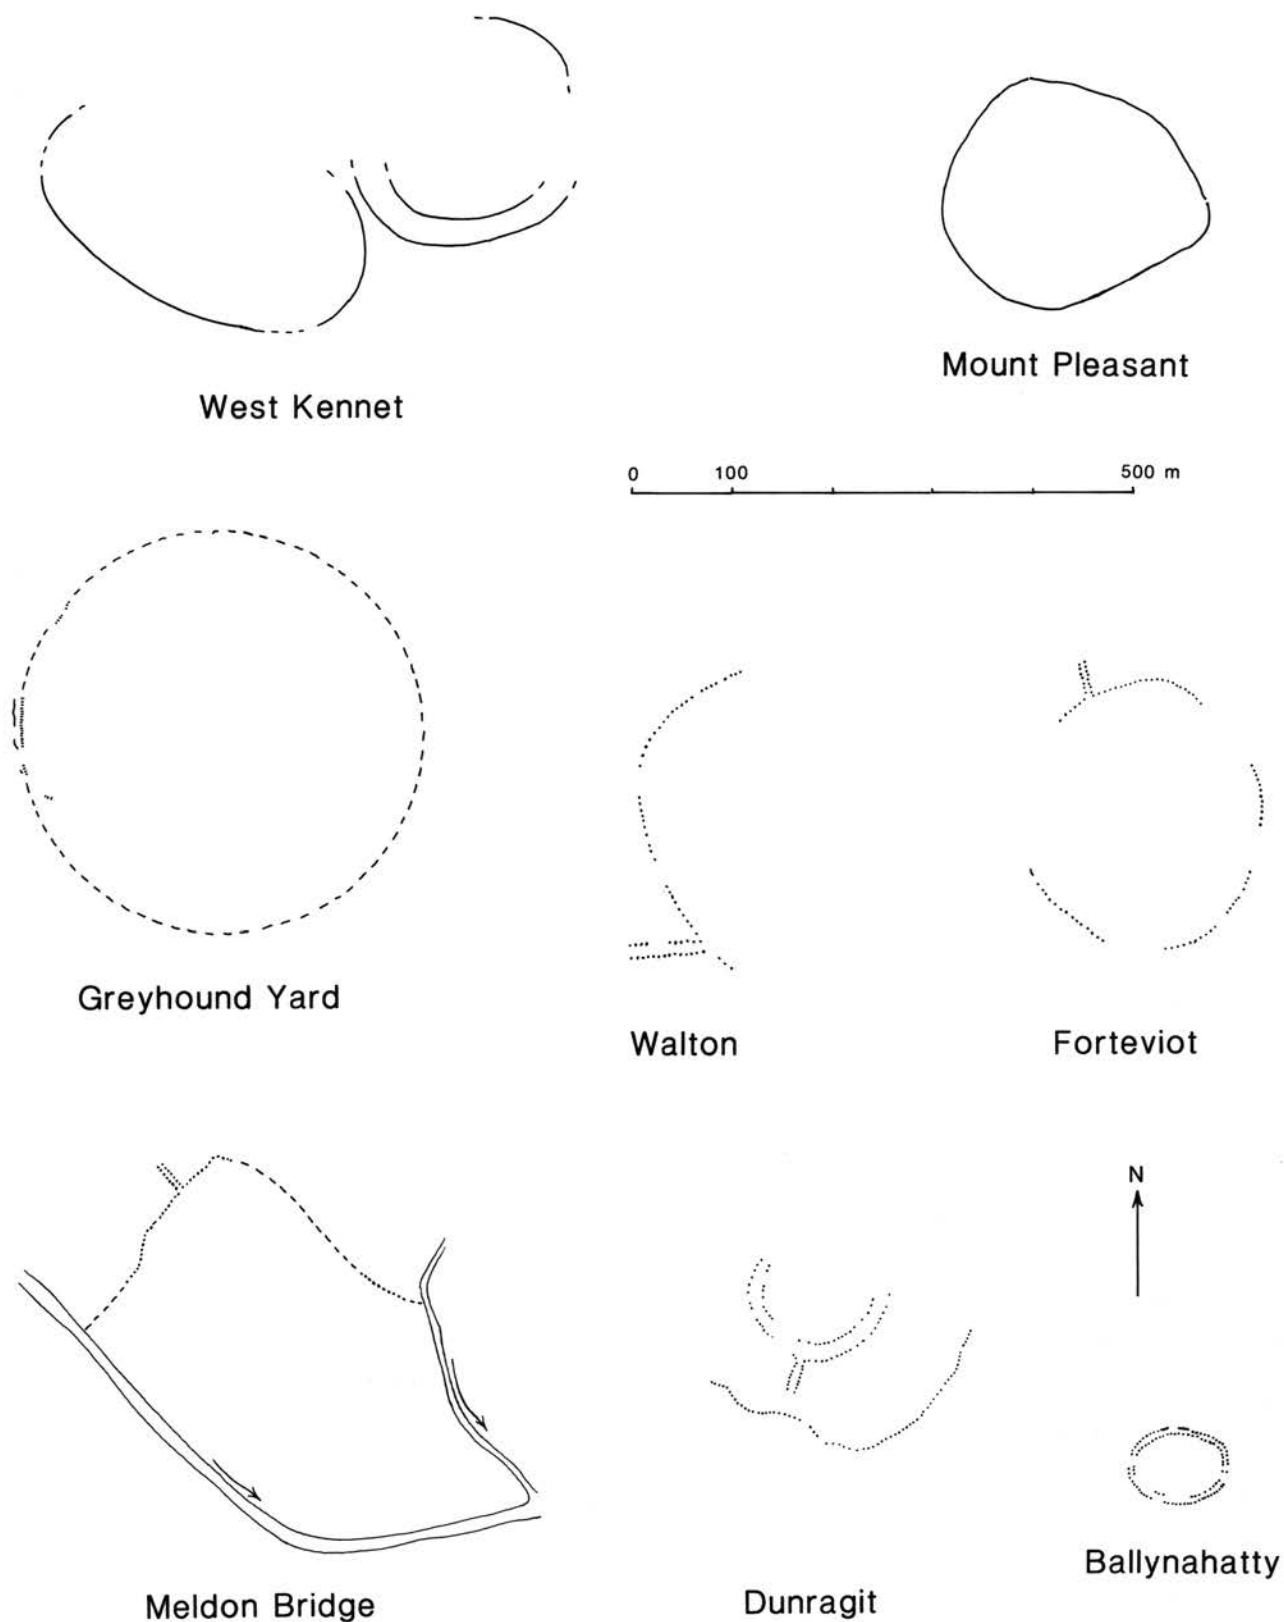 West Kennet
Mount Pleasant
0 100 500 m
Greyhound Yard
Walton
Forteviot
N
Meldon Bridge
Dunragit
Ballynahatty